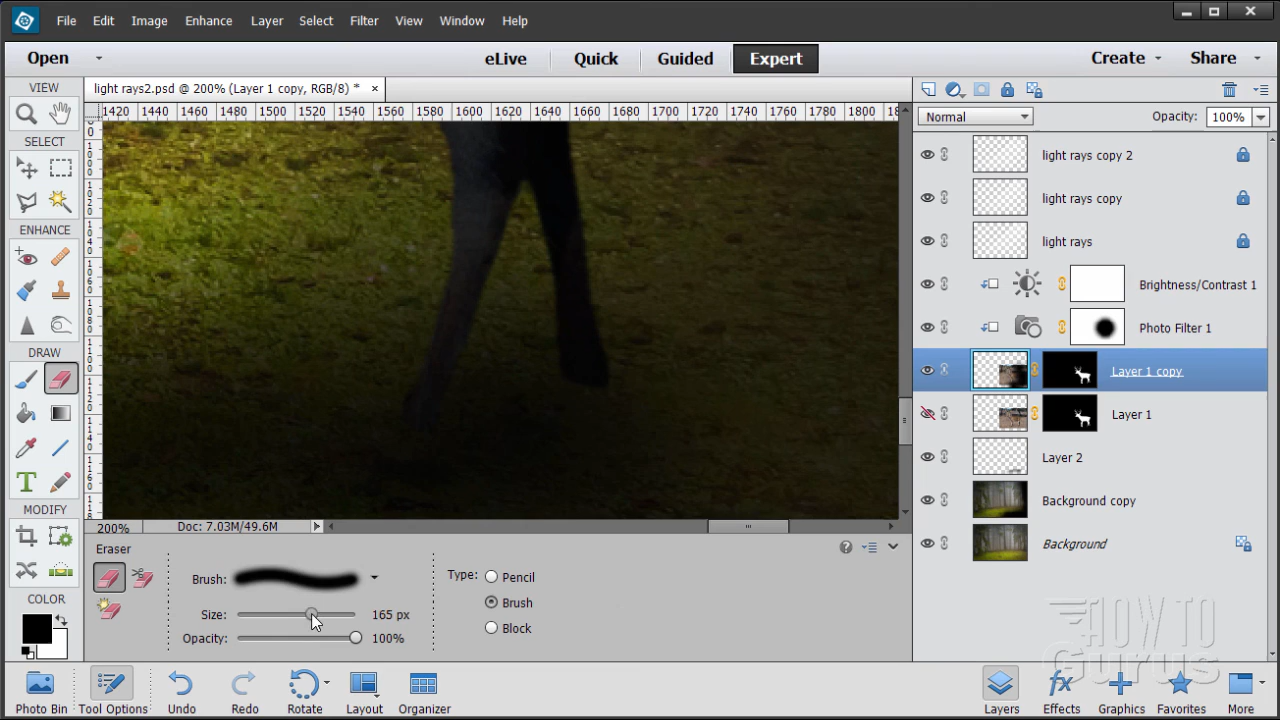 File Edit Image Enhance Layer Select Filter View Window Help
Open eLive Quick Guided Expert Create Share
VIEW
light rays2.psd @ 200% (Layer 1 copy, RGB/8) * ×
1420 1440 1460 1480 1500 1520 1540 1560 1580 1600 1620 1640 1660 1680 1700 1720 1740 1760 1780 1800
Normal Opacity: 100%
SELECT
light rays copy 2
light rays copy
ENHANCE
light rays
Brightness/Contrast 1
Photo Filter 1
DRAW
Layer 1 copy
Layer 1
Layer 2
T
Background copy
MODIFY
200% Doc: 7.03M/49.6M
Background
Eraser
Brush:
Type: Pencil
COLOR
Brush
Size: 165 px
Block
Opacity: 100%
HOW TO
Gurus
Photo Bin Tool Options Undo Redo Rotate Layout Organizer
fx
Layers Effects Graphics Favorites More